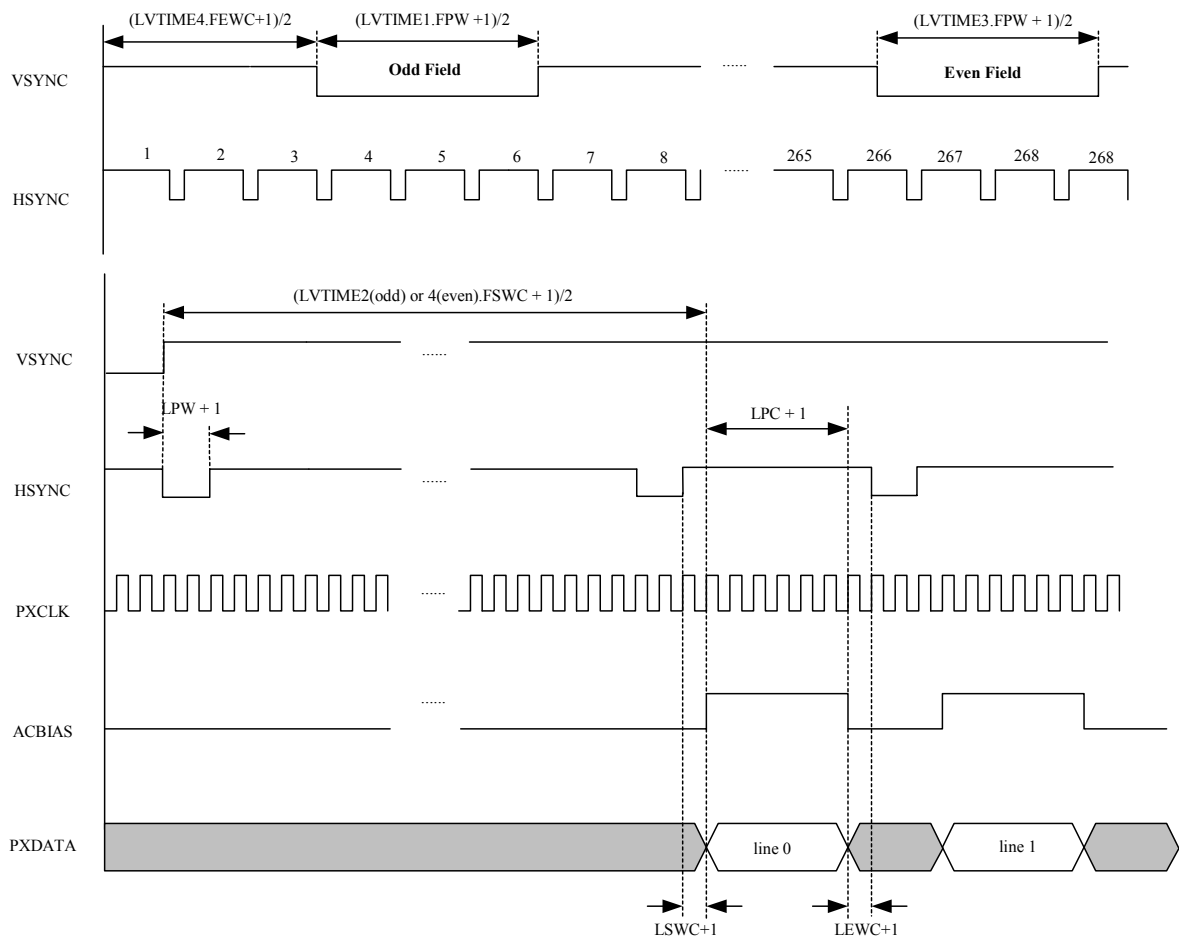 (LVTIME4.FEWC+1)/2 (LVTIME1.FPW +1)/2 (LVTIME3.FPW + 1)/2
VSYNC Odd Field ...... Even Field
1 2 3 4 5 6 7 8 265 266 267 268 268
HSYNC ......
(LVTIME2(odd) or 4(even).FSWC + 1)/2
VSYNC ......
LPW + 1 LPC + 1
HSYNC ......
PXCLK ......
ACBIAS ......
PXDATA line 0 line 1
LSWC+1 LEWC+1